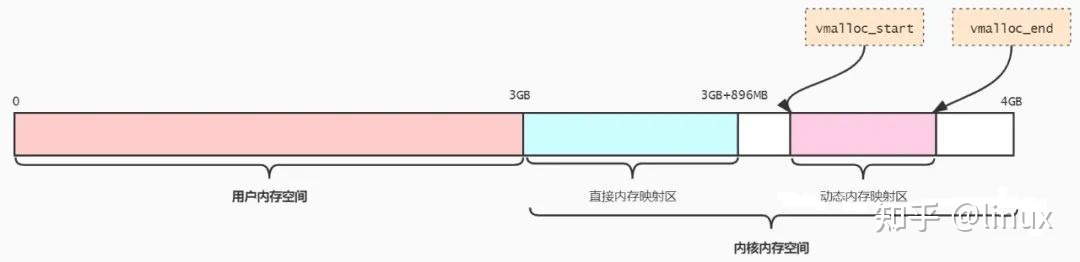 vmalloc_start
vmalloc_end
0
3GB
3GB+896MB
4GB
用户内存空间
直接内存映射区
动态内存映射区
知乎 @linux
内核内存空间